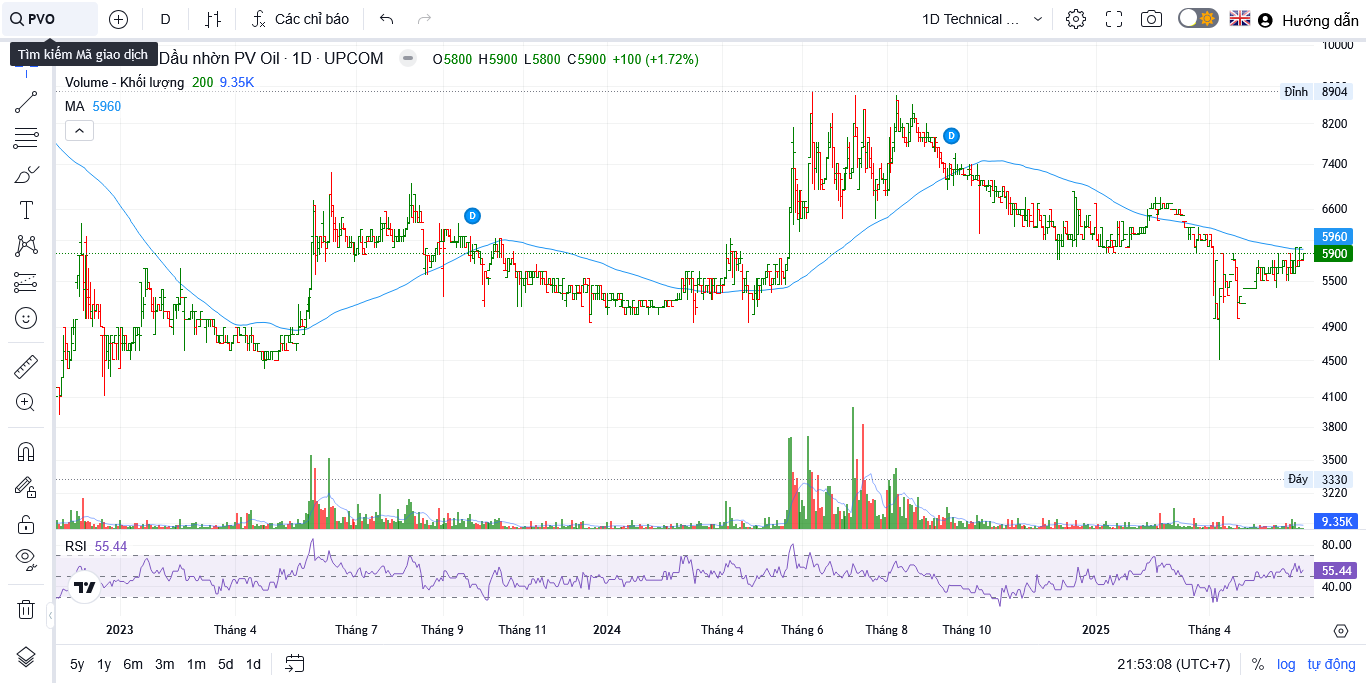 PVO
D
Các chỉ báo
1D Technical ...
Hướng dẫn
Tìm kiếm Mã giao dịch
Dầu nhờn PV Oil · 1D · UPCOM
O5800 H5900 L5800 C5900 +100 (+1.72%)
Volume - Khối lượng 200 9.35K
MA 5960
10000
Đỉnh 8904
8200
7400
6600
5960
5900
5500
4900
4500
4100
3800
3500
Đáy 3330
3220
9.35K
D
D
RSI 55.44
80.00
55.44
40.00
2023 Tháng 4 Tháng 7 Tháng 9 Tháng 11 2024 Tháng 4 Tháng 6 Tháng 8 Tháng 10 2025 Tháng 4
5y 1y 6m 3m 1m 5d 1d
21:53:08 (UTC+7) % log tự động